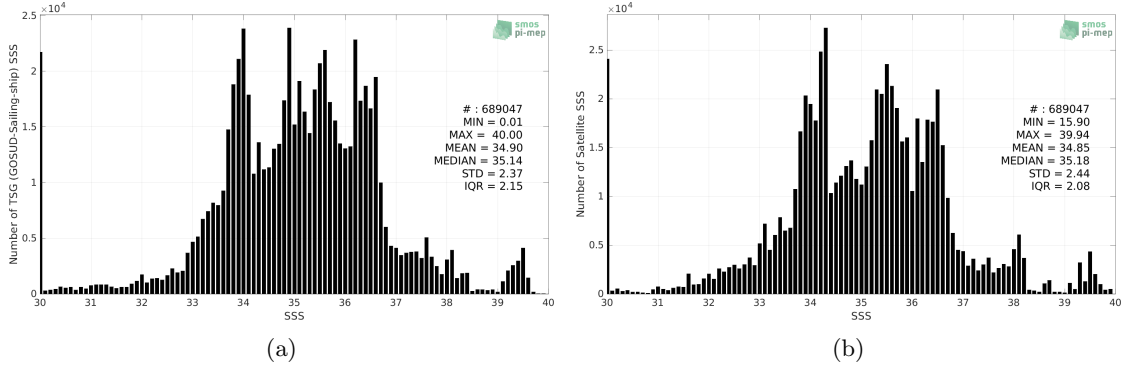 ×10⁴
2.5
2
1.5
1
0.5
0
30 31 32 33 34 35 36 37 38 39 40
SSS
Number of TSG (GOSUD-Sailing-ship) SSS
smos
pi-mep
# : 689047
MIN = 0.01
MAX = 40.00
MEAN = 34.90
MEDIAN = 35.14
STD = 2.37
IQR = 2.15
(a)
×10⁴
2.5
2
1.5
1
0.5
0
30 31 32 33 34 35 36 37 38 39 40
SSS
Number of Satellite SSS
smos
pi-mep
# : 689047
MIN = 15.90
MAX = 39.94
MEAN = 34.85
MEDIAN = 35.18
STD = 2.44
IQR = 2.08
(b)